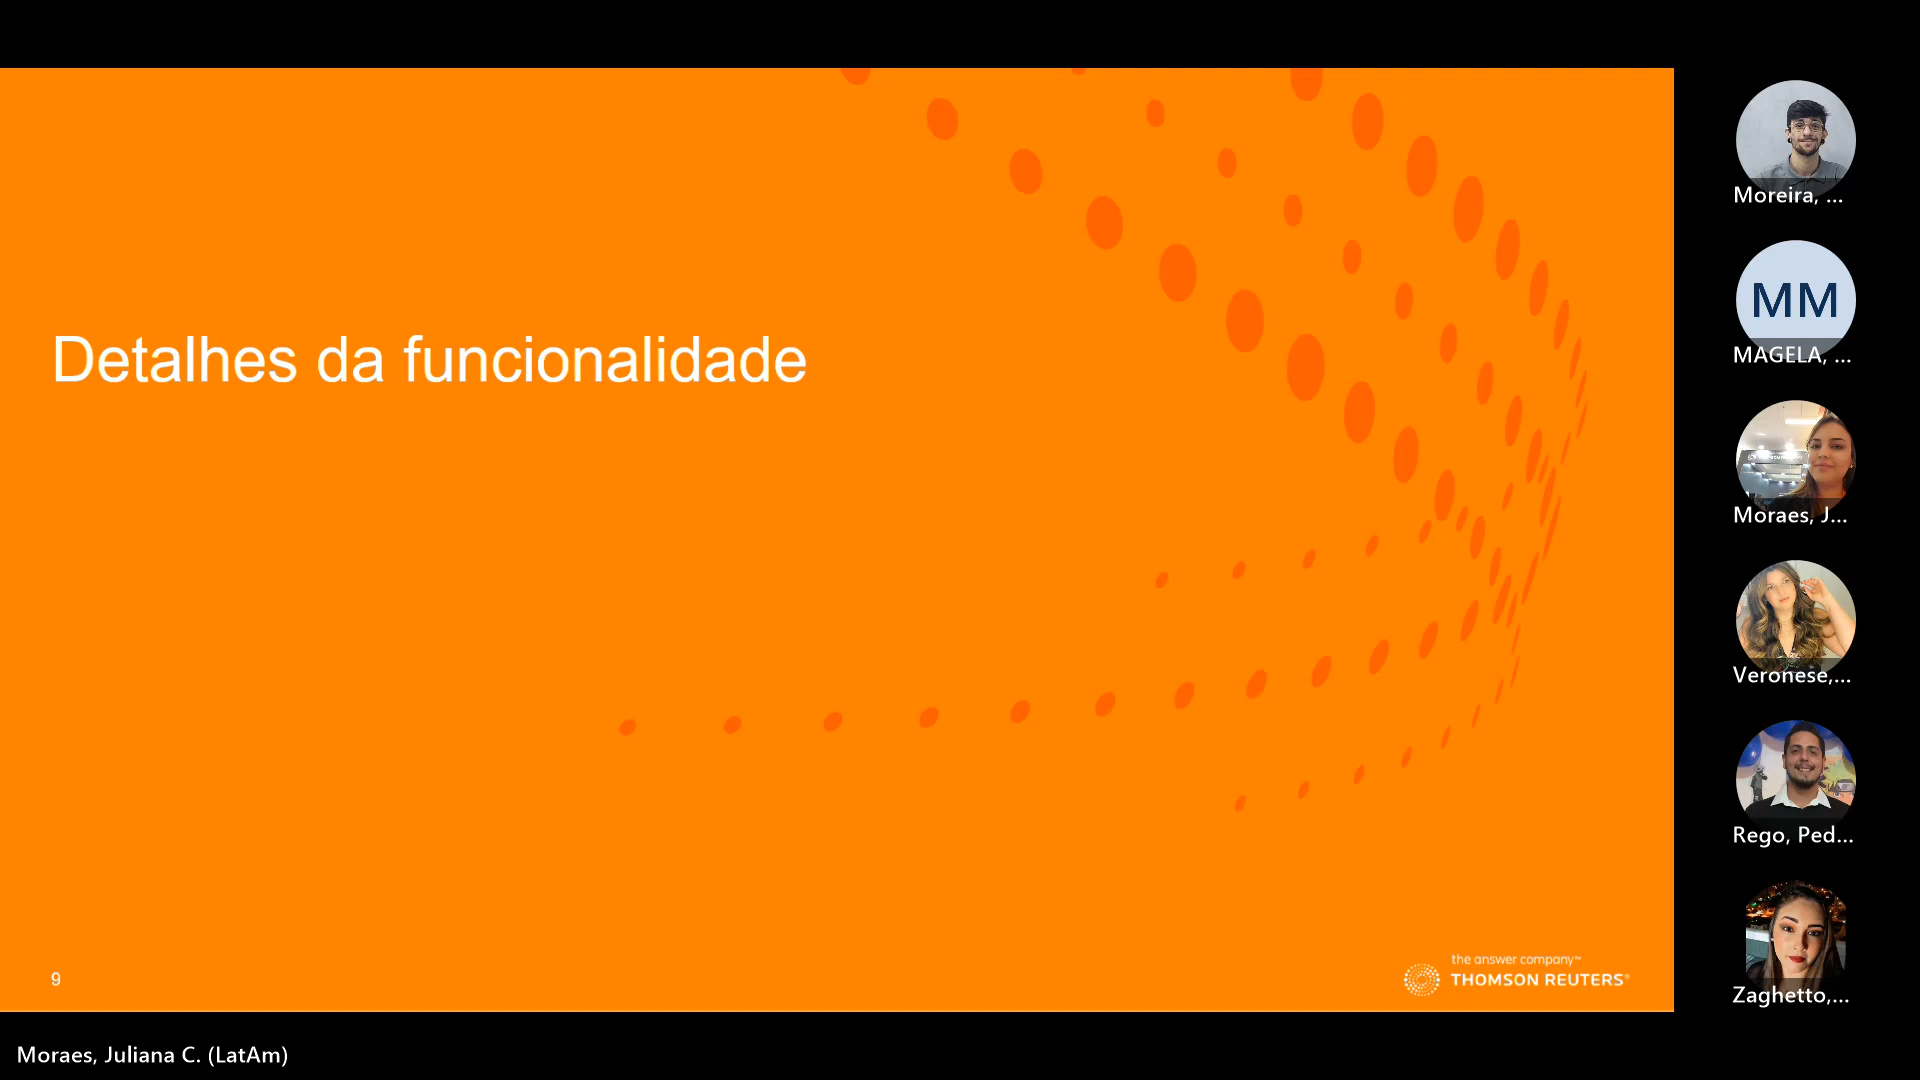 Detalhes da funcionalidade
9
the answer company™
THOMSON REUTERS®
Moreira, ...
MM
MAGELA, ...
Moraes, J...
Veronese,...
Rego, Ped...
Zaghetto,...
Moraes, Juliana C. (LatAm)